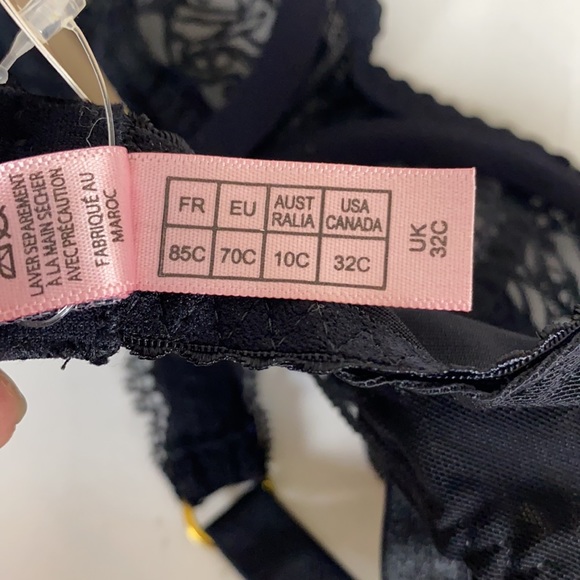 LAVER SEPAREMENT
À LA MAIN SÉCHER
AVEC PRÉCAUTION
FABRIQUÉ AU
MAROC
FR EU AUST RALIA USA CANADA
85C 70C 10C 32C
UK
32C